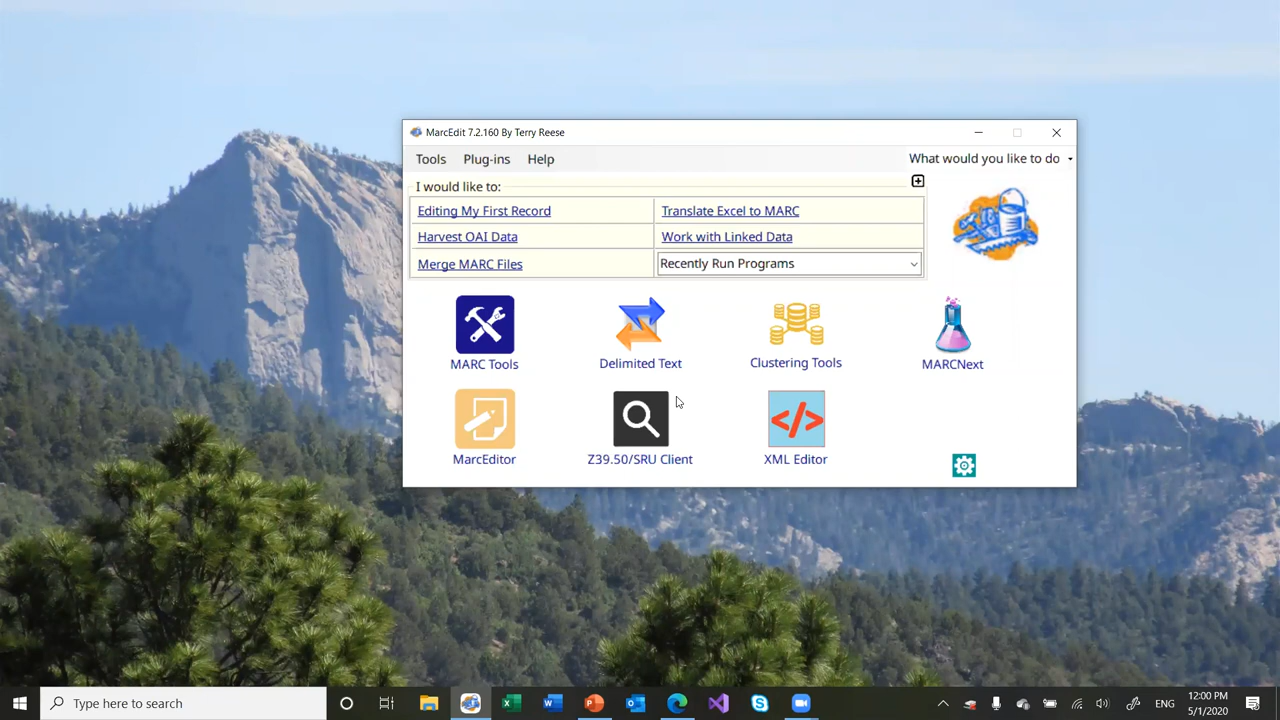 MarcEdit 7.2.160 By Terry Reese
Tools Plug-ins Help What would you like to do
I would like to:
Editing My First Record Translate Excel to MARC
Harvest OAI Data Work with Linked Data
Merge MARC Files Recently Run Programs
MARC Tools Delimited Text Clustering Tools MARCNext
MarcEditor Z39.50/SRU Client XML Editor
Type here to search
ENG
12:00 PM
5/1/2020